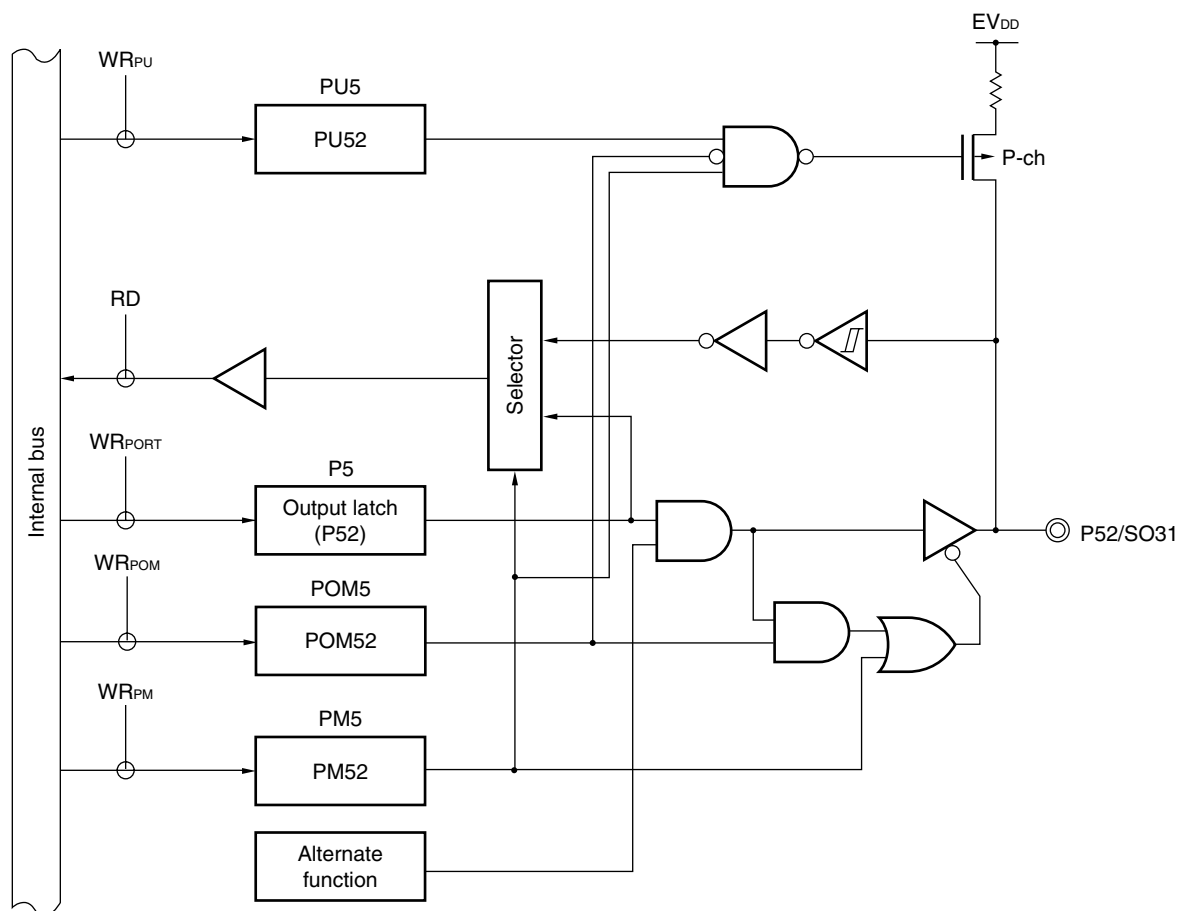 EVDD
WRPU
PU5
PU52
P-ch
RD
Selector
Internal bus
WRPORT
P5
Output latch
(P52)
P52/SO31
WRPOM
POM5
POM52
WRPM
PM5
PM52
Alternate
function